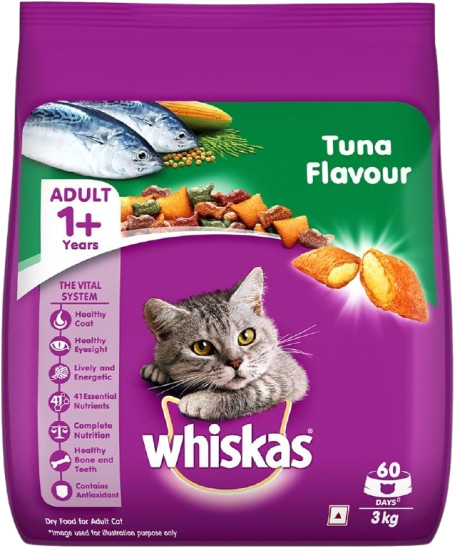 Tuna
Flavour
ADULT
1+
Years
THE VITAL
SYSTEM
Healthy
Coat
Healthy
Eyesight
Lively and
Energetic
41
41 Essential
Nutrients
Complete
Nutrition
Healthy
Bone and
Teeth
Contains
Antioxidant
whiskas®
60
DAYS◊
3kg
Dry Food for Adult Cat
*Image used for illustration purpose only